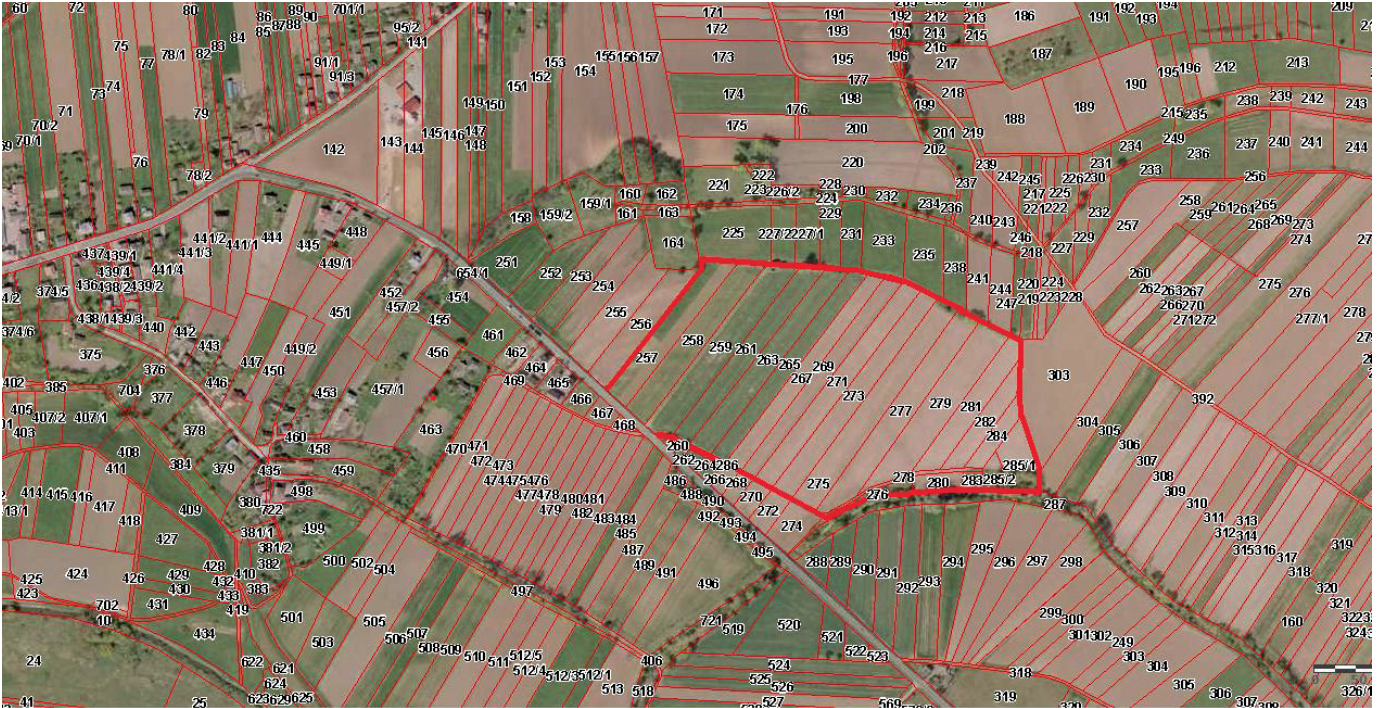 60 72 80 86 89 90 701/1 95/2 171 191 192 212 213 186 191 192 194 193 209
75 78/1 82 83 84 85 87 88 141 172 193 194 214 215
77 91/1 155 156 157 173 195 196 216 217 187 195 196 212 213
73 74 91/3 153 152 154 151 177 218 190
71 79 149 150 174 198 199 189 238 239 242 243
70/2 142 143 144 145 146 147 148 176 215 235
70/1 76 175 200 201 219 188 249 234 236 237 240 241 244
78/2 220 202 239 231 233 256
160 162 221 222 223 226/2 228 230 232 237 242 245 226 230
158 159/2 159/1 161 163 224 229 234 236 217 225 258 259 261 264 265
441/2 441/1 444 448 445 164 225 227/2 227/1 231 233 240 243 221 222 232 257 268 269 273
437 439/1 441/3 449/1 251 235 246 218 227 229 274
439/4 441/4 654/1 252 253 254 238 241 244 220 224 260 275 276
374/5 436 438/2 439/2 452 454 247 219 223 228 262 263 267
374/6 438/1 439/3 440 442 451 457/2 455 461 255 256 266 270 271 272 277/1 278
375 443 449/2 456 462 257 258 259 261 263 265 269
376 447 450 464 267 271 273 303
402 385 704 377 446 453 457/1 469 465 466 277 279 281 392
405 407/2 407/1 378 463 467 468 282 284 304 305
403 408 460 458 470 471 260 306
411 384 379 435 459 472 473 262 264 286 285/1 307
414 415 416 409 498 474 475 476 486 266 268 275 278 280 283 285/2 308
417 418 380 722 477 478 480 481 488 490 270 276 287 309 310
427 381/1 499 479 482 483 484 492 493 272 274 311 313
381/2 485 494 312 314
424 428 382 500 502 504 487 495 288 289 290 291 294 295 296 297 298 315 316 317 319
425 426 429 432 410 383 489 491 496 292 293 318
423 430 433 497 320
702 431 419 501 505 299 300 321
10 434 503 506 507 721 519 520 521 301 302 249 160
24 622 621 508 509 510 511 512/5 406 522 523 303 304
624 512/4 512/3 512/1 524 318 305
41 25 623 629 625 513 518 525 526 527 569 319 306 307